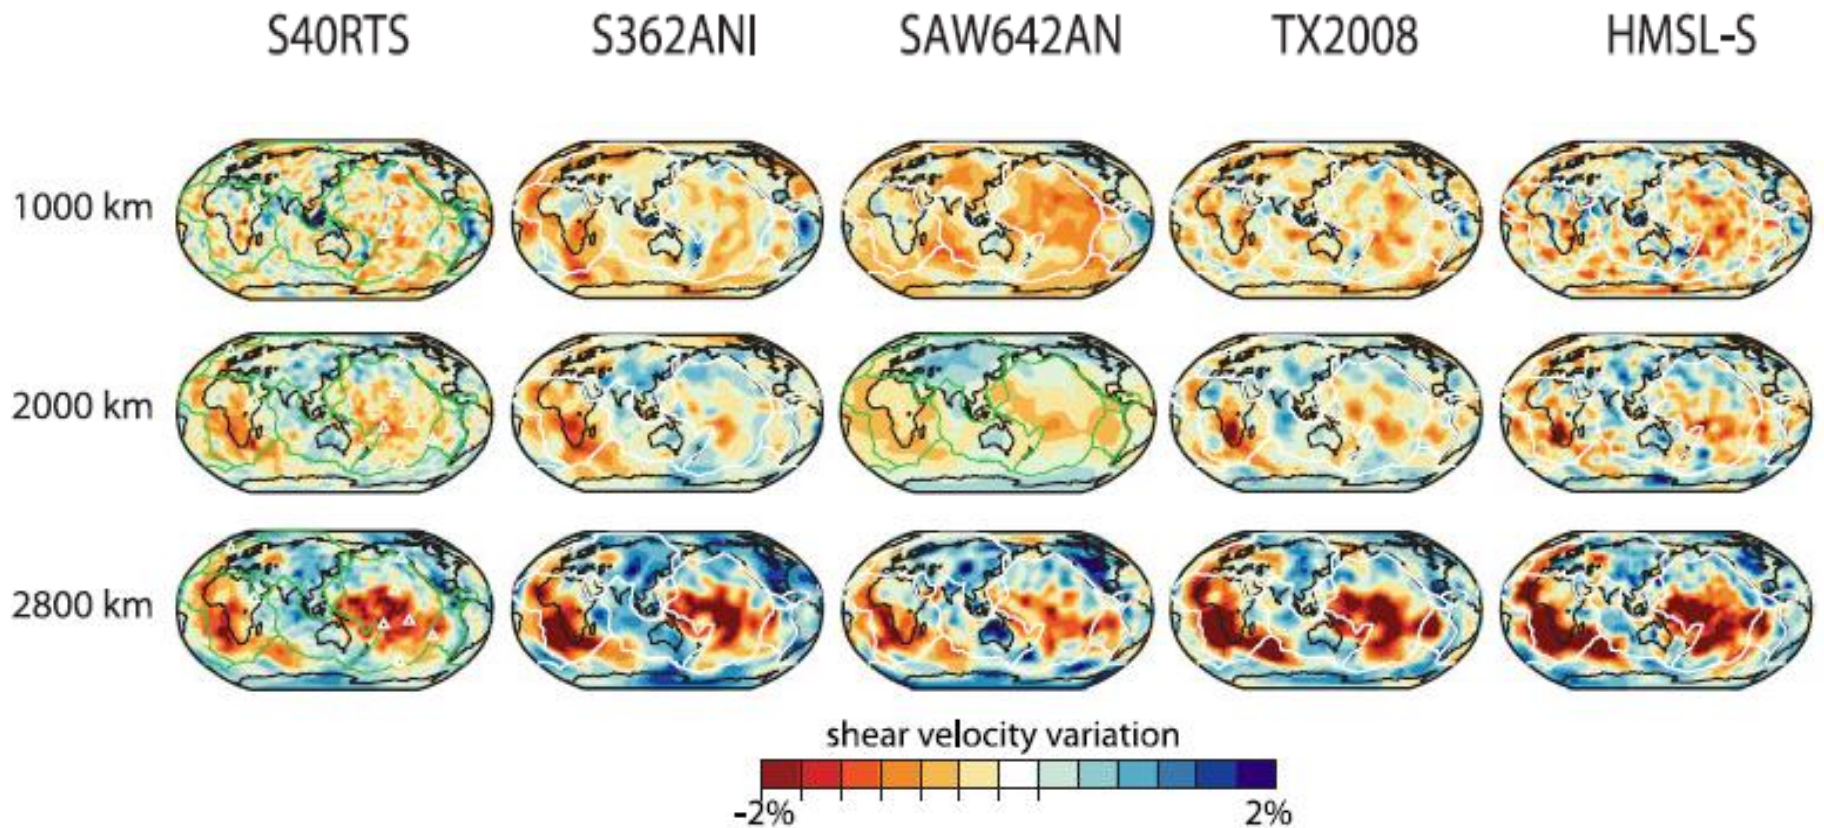 S40RTS S362ANI SAW642AN TX2008 HMSL-S
1000 km
2000 km
2800 km
shear velocity variation
-2% 2%